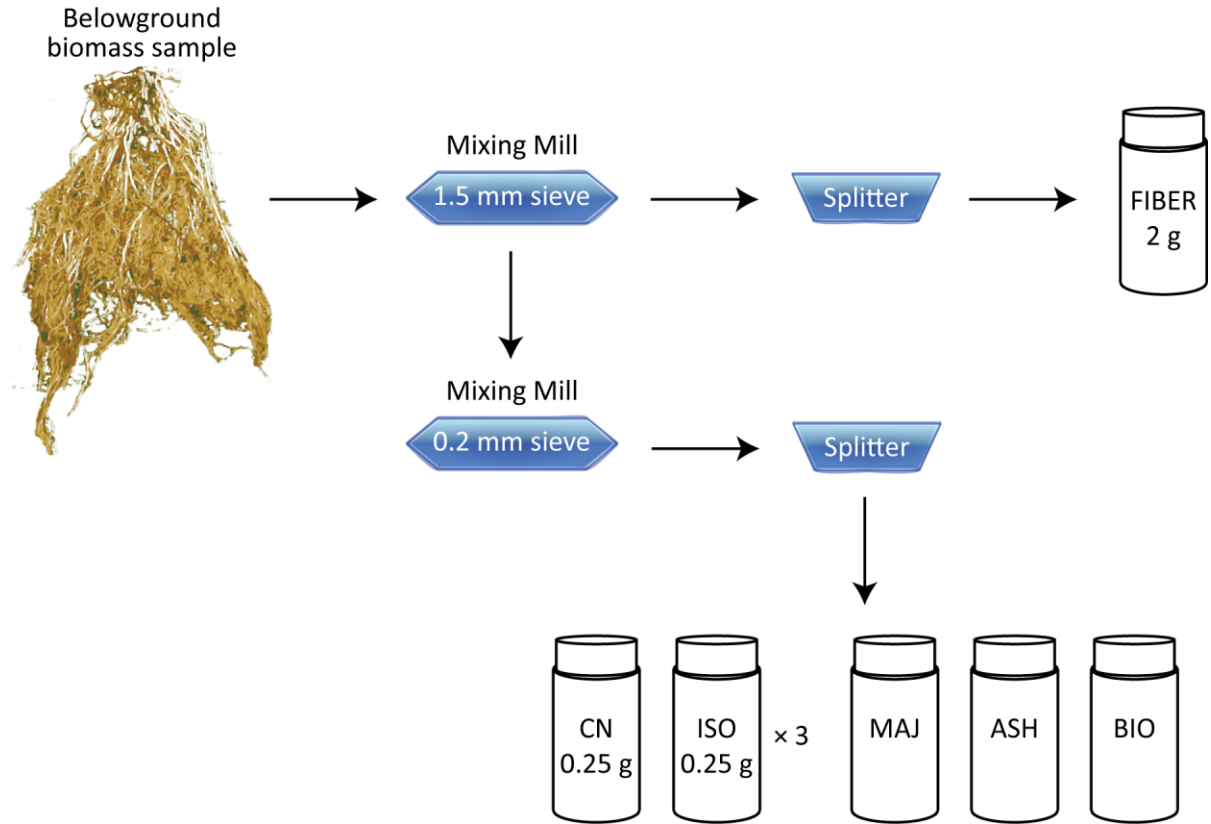 Belowground
biomass sample
Mixing Mill
1.5 mm sieve
Splitter
FIBER
2 g
Mixing Mill
0.2 mm sieve
Splitter
CN
0.25 g
ISO
0.25 g
× 3
MAJ
ASH
BIO